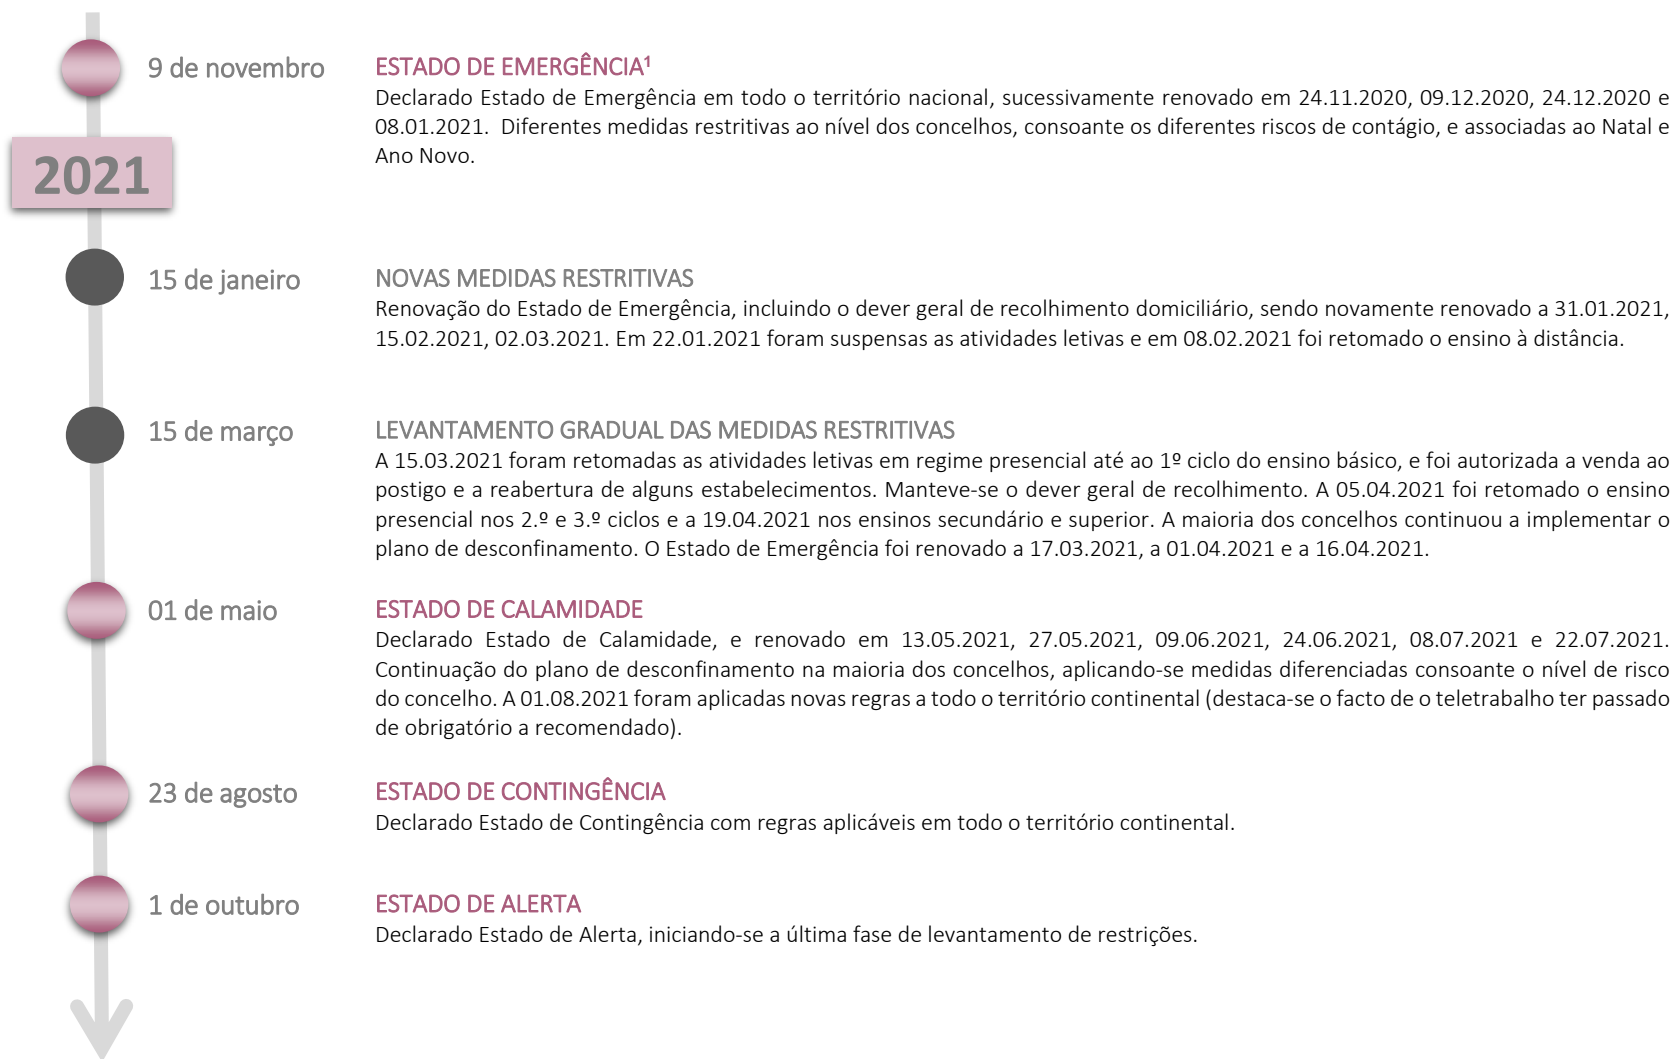 9 de novembro
ESTADO DE EMERGÊNCIA¹
Declarado Estado de Emergência em todo o território nacional, sucessivamente renovado em 24.11.2020, 09.12.2020, 24.12.2020 e
08.01.2021. Diferentes medidas restritivas ao nível dos concelhos, consoante os diferentes riscos de contágio, e associadas ao Natal e
Ano Novo.
2021
15 de janeiro
NOVAS MEDIDAS RESTRITIVAS
Renovação do Estado de Emergência, incluindo o dever geral de recolhimento domiciliário, sendo novamente renovado a 31.01.2021,
15.02.2021, 02.03.2021. Em 22.01.2021 foram suspensas as atividades letivas e em 08.02.2021 foi retomado o ensino à distância.
15 de março
LEVANTAMENTO GRADUAL DAS MEDIDAS RESTRITIVAS
A 15.03.2021 foram retomadas as atividades letivas em regime presencial até ao 1º ciclo do ensino básico, e foi autorizada a venda ao
postigo e a reabertura de alguns estabelecimentos. Manteve-se o dever geral de recolhimento. A 05.04.2021 foi retomado o ensino
presencial nos 2.º e 3.º ciclos e a 19.04.2021 nos ensinos secundário e superior. A maioria dos concelhos continuou a implementar o
plano de desconfinamento. O Estado de Emergência foi renovado a 17.03.2021, a 01.04.2021 e a 16.04.2021.
01 de maio
ESTADO DE CALAMIDADE
Declarado Estado de Calamidade, e renovado em 13.05.2021, 27.05.2021, 09.06.2021, 24.06.2021, 08.07.2021 e 22.07.2021.
Continuação do plano de desconfinamento na maioria dos concelhos, aplicando-se medidas diferenciadas consoante o nível de risco
do concelho. A 01.08.2021 foram aplicadas novas regras a todo o território continental (destaca-se o facto de o teletrabalho ter passado
de obrigatório a recomendado).
23 de agosto
ESTADO DE CONTINGÊNCIA
Declarado Estado de Contingência com regras aplicáveis em todo o território continental.
1 de outubro
ESTADO DE ALERTA
Declarado Estado de Alerta, iniciando-se a última fase de levantamento de restrições.